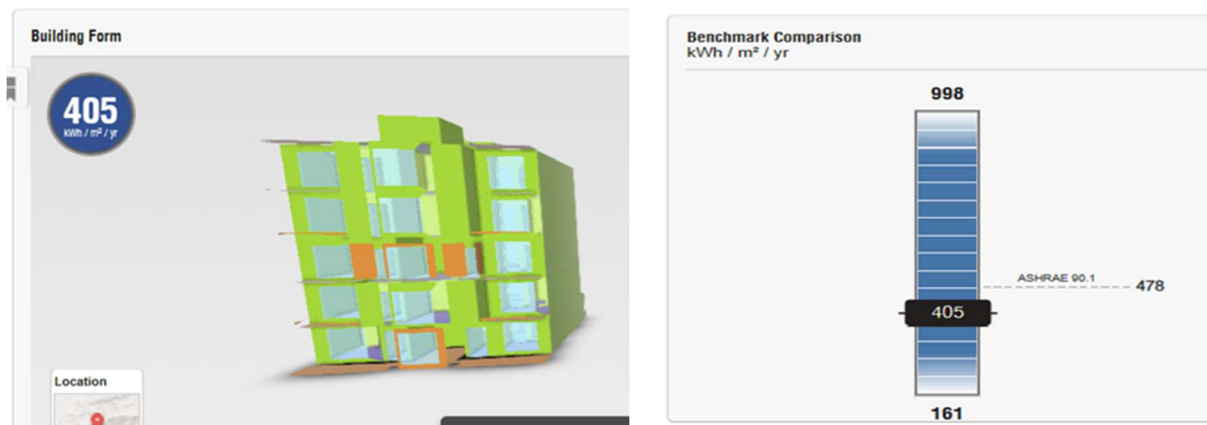 Building Form
405
kWh / m² / yr
Location
Benchmark Comparison
kWh / m² / yr
998
ASHRAE 90.1
478
405
161